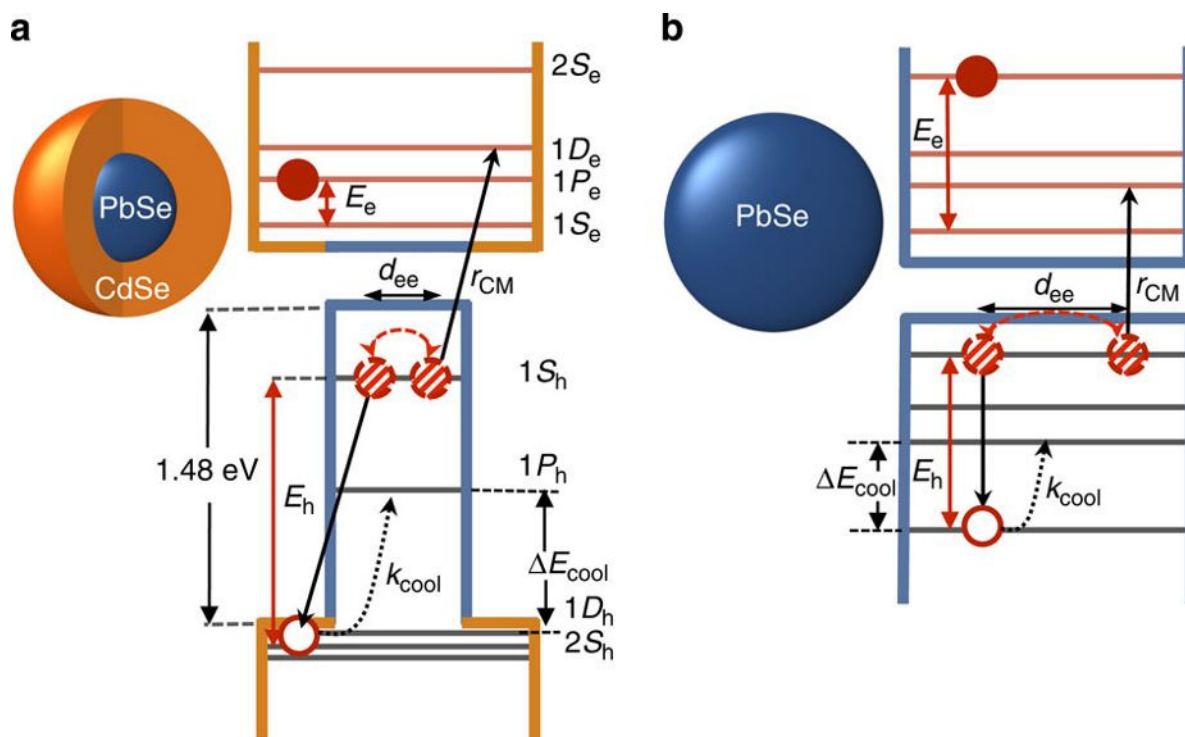 a
2Se
1De
1Pe
Ee
1Se
PbSe
CdSe
dee
rCM
1Sh
1.48 eV
1Ph
Eh
ΔEcool
kcool
1Dh
2Sh
b
Ee
PbSe
dee
rCM
ΔEcool
Eh
kcool